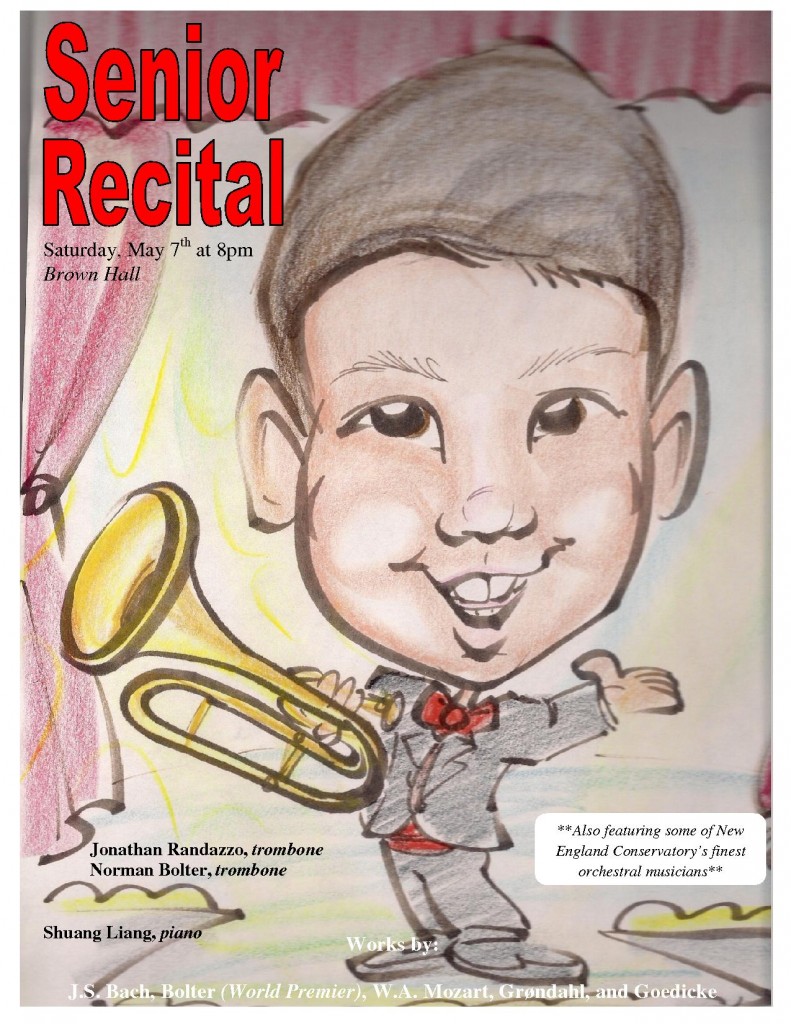 Senior
Recital
Saturday, May 7th at 8pm
Brown Hall
**Also featuring some of New
England Conservatory's finest
orchestral musicians**
Jonathan Randazzo, trombone
Norman Bolter, trombone
Shuang Liang, piano
Works by:
J.S. Bach, Bolter (World Premier), W.A. Mozart, Grøndahl, and Goedicke